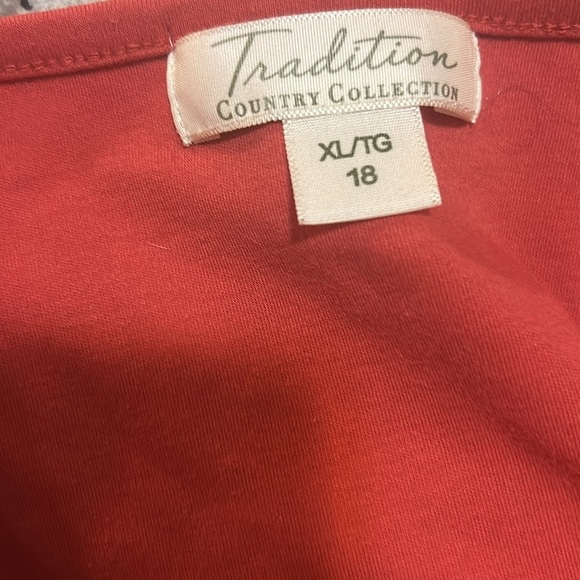 Tradition
COUNTRY COLLECTION
XL/TG
18